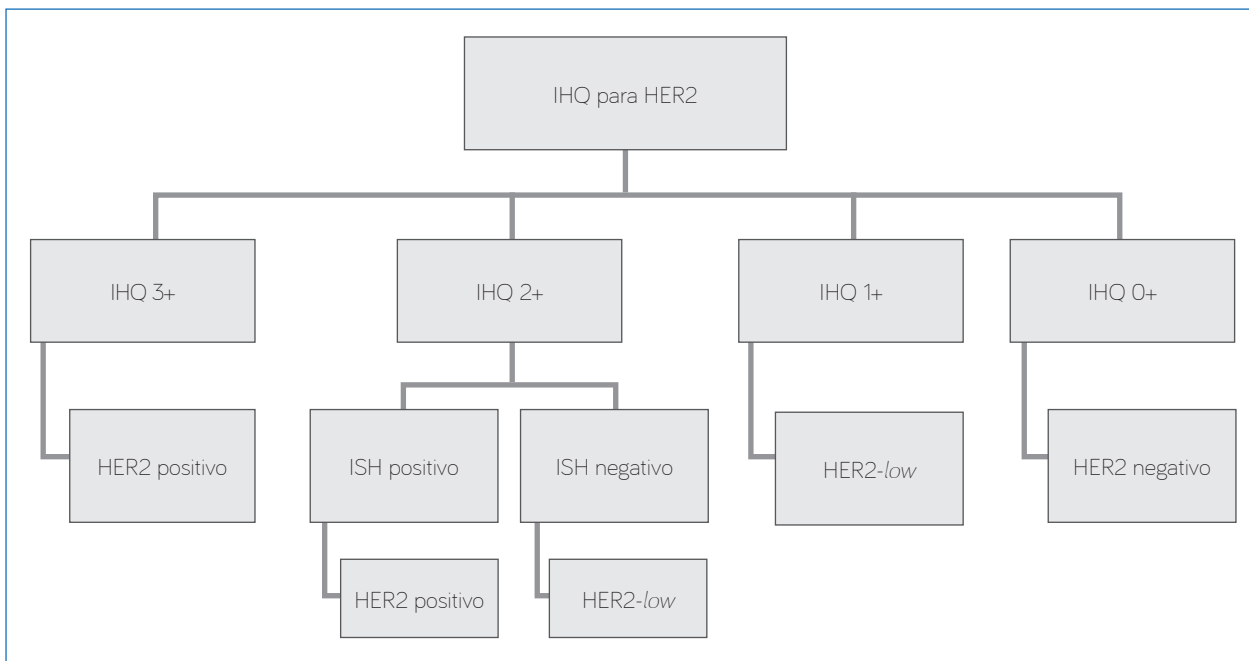 IHQ para HER2
IHQ 3+
IHQ 2+
IHQ 1+
IHQ 0+
HER2 positivo
ISH positivo
ISH negativo
HER2-low
HER2 negativo
HER2 positivo
HER2-low